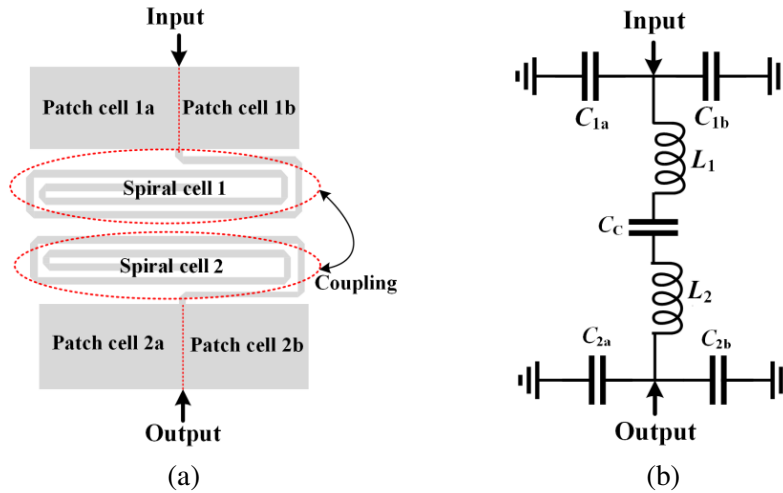 Input
Patch cell 1a Patch cell 1b
Spiral cell 1
Spiral cell 2
Coupling
Patch cell 2a Patch cell 2b
Output
(a)
Input
C1a C1b
L1
CC
L2
C2a C2b
Output
(b)